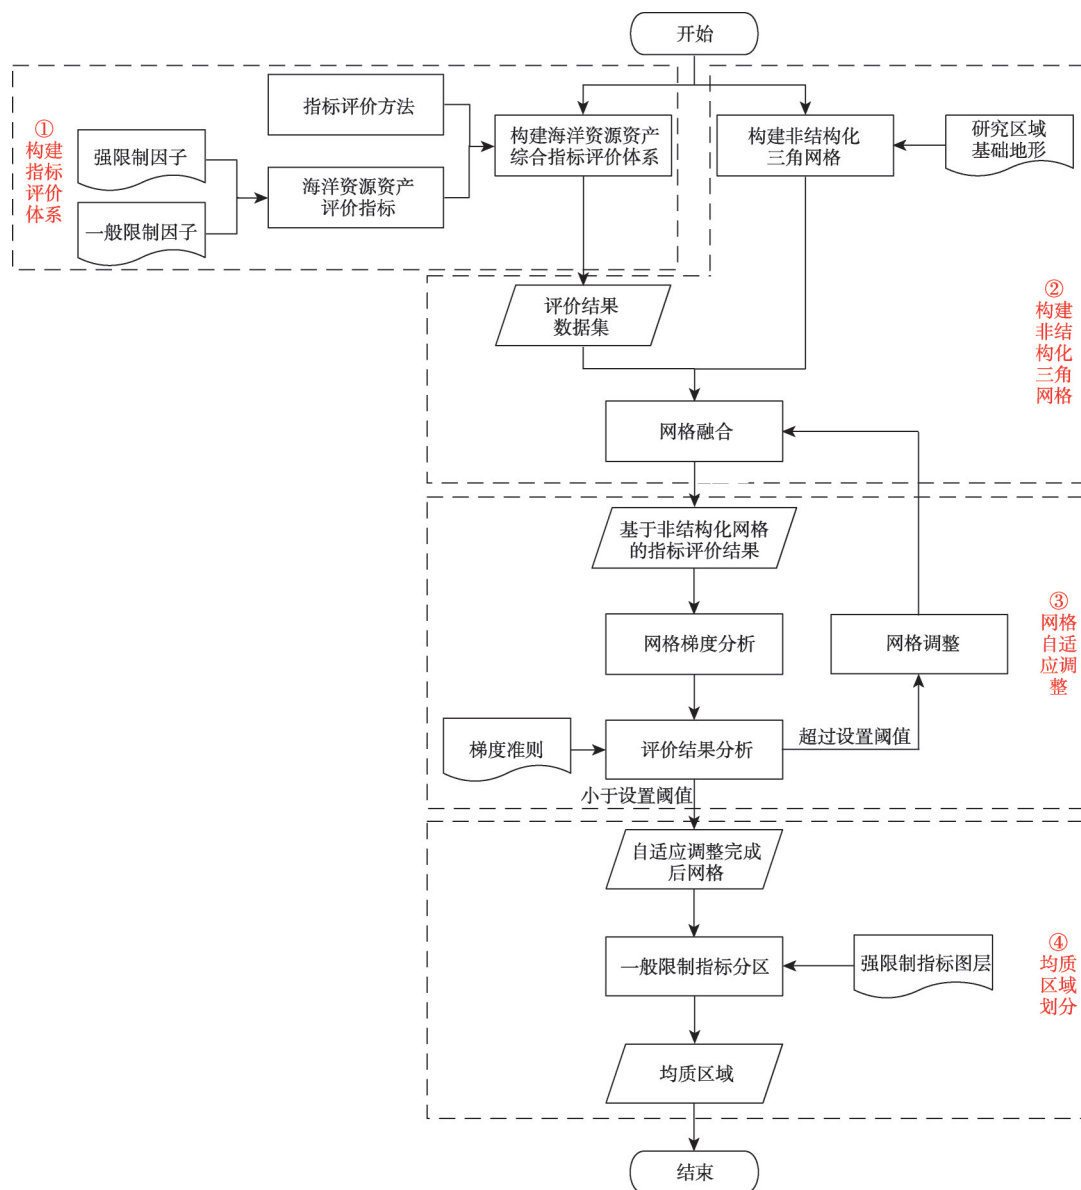 开始
①
构建
指标
评价
体系
指标评价方法
强限制因子
一般限制因子
海洋资源资产
评价指标
构建海洋资源资产
综合指标评价体系
构建非结构化
三角网格
研究区域
基础地形
②
构建
非结
构化
三角
网格
评价结果
数据集
网格融合
基于非结构化网格
的指标评价结果
③
网格
自适
应调
整
网格梯度分析
网格调整
梯度准则
评价结果分析
超过设置阈值
小于设置阈值
自适应调整完成
后网格
④
均质
区域
划分
一般限制指标分区
强限制指标图层
均质区域
结束